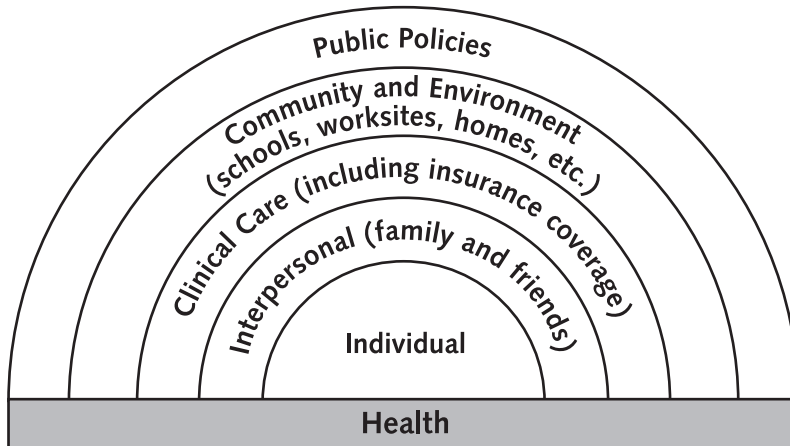 Public Policies
Community and Environment
(schools, worksites, homes, etc.)
Clinical Care (including insurance coverage)
Interpersonal (family and friends)
Individual
Health